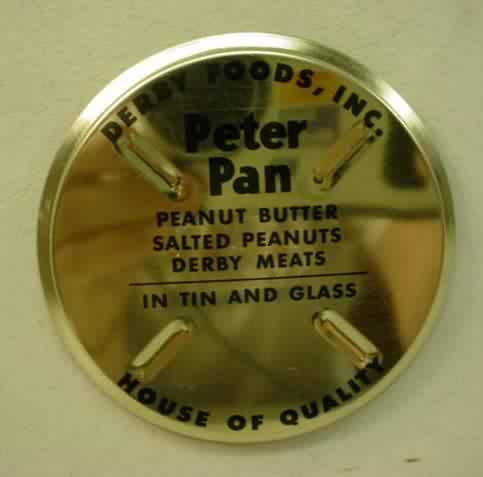 DERBY FOODS, INC.
Peter
Pan
PEANUT BUTTER
SALTED PEANUTS
DERBY MEATS
IN TIN AND GLASS
HOUSE OF QUALITY